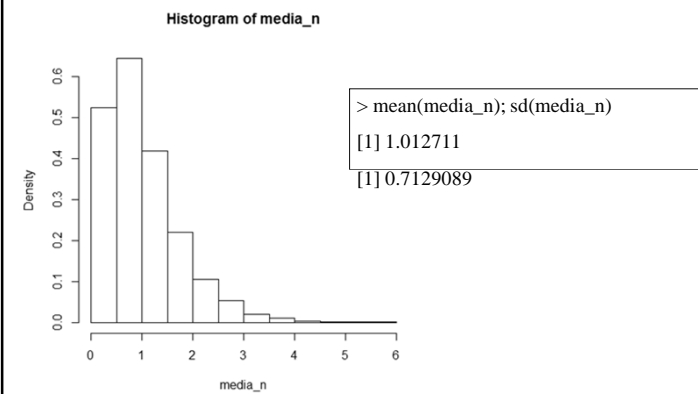 Histogram of media_n
> mean(media_n); sd(media_n)
[1] 1.012711
[1] 0.7129089
Density
0.0 0.1 0.2 0.3 0.4 0.5 0.6
0 1 2 3 4 5 6
media_n